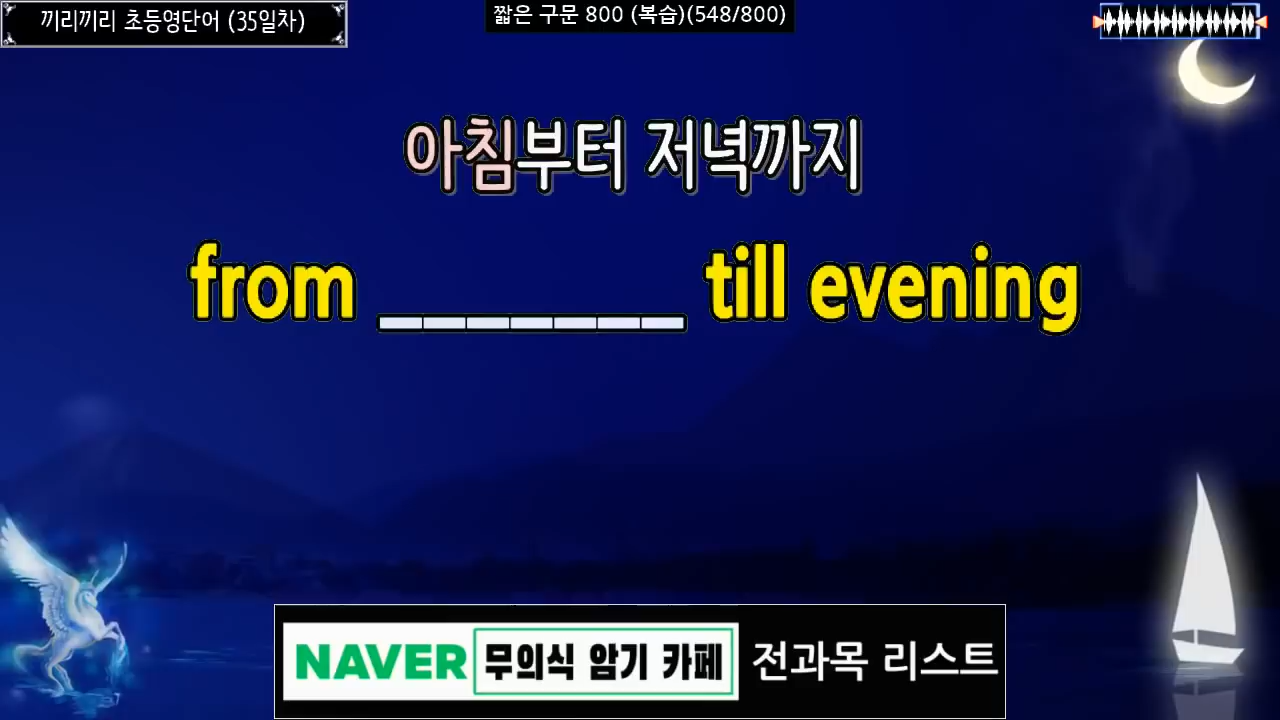 끼리끼리 초등영단어 (35일차)
짧은 구문 800 (복습)(548/800)
아침부터 저녁까지
from _______ till evening
NAVER 무의식 암기 카페 전과목 리스트